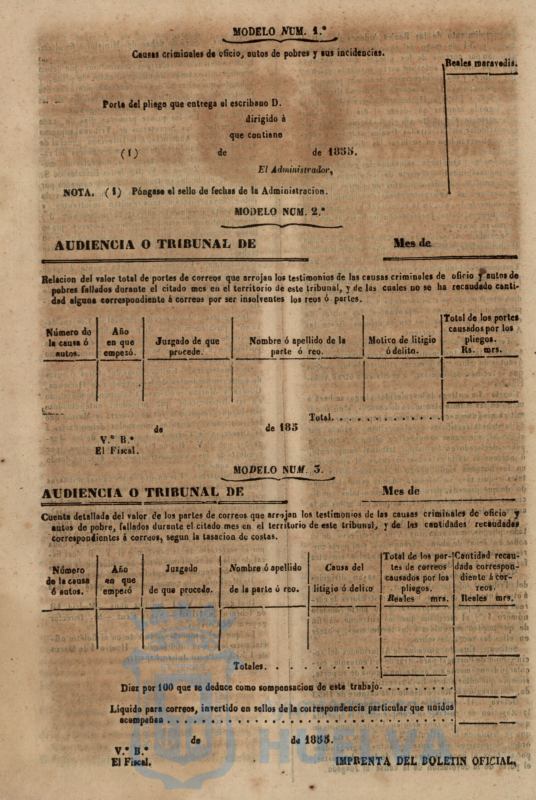 MODELO NUM. 1.º
Causas criminales de oficio, autos de pobres y sus incidencias.
Reales maravedis.
Porte del pliego que entrega el escribano D.
dirigido á
que contiene
(1) de de 1855.
El Administrador,
NOTA. (1) Póngase el sello de fechas de la Administracion.
MODELO NUM. 2.º
AUDIENCIA O TRIBUNAL DE Mes de
Relacion del valor total de portes de correos que arrojan los testimonios de las causas criminales de oficio y autos de
pobres fallados durante el citado mes en el territorio de este tribunal, y de las cuales no se ha recaudado canti-
dad alguna correspondiente á correos por ser insolventes los reos ó partes.
Número de la causa ó autos.
Año en que empezó.
Juzgado de que procede.
Nombre ó apellido de la parte ó reo.
Motivo de litigio ó delito.
Total de los portes causados por los pliegos.
Rs. mrs.
Total. . . . . . . . . . . .
de de 185
V.º B.º
El Fiscal.
MODELO NUM. 3.
AUDIENCIA O TRIBUNAL DE Mes de
Cuenta detallada del valor de los partes de correos que arrojan los testimonios de las causas criminales de oficio y
autos de pobre, fallados durante el citado mes en el territorio de este tribunal, y de las cantidades recaudadas
correspondientes á correos, segun la tasacion de costas.
Número de la causa ó autos.
Año en que empezó
Juzgado de que procede.
Nombre ó apellido de la parte ó reo.
Causa del litigio ó delito
Total de los por-
tes de correos
causados por los
pliegos.
Reales mrs.
Cantidad recau-
dada correspon-
diente á cor-
reos.
Reales mrs.
Totales. . . . . . . . . . .
Diez por 100 que se deduce como compensacion de este trabajo. . . . . . . .
Líquido para correos, invertido en sellos de la correspondencia particular que unidos
acompañan . . . . . . . . . . . . . . . . . . . . . . . .
de de 1855.
V.º B.º
El Fiscal.
HUELVA
IMPRENTA DEL BOLETIN OFICIAL.